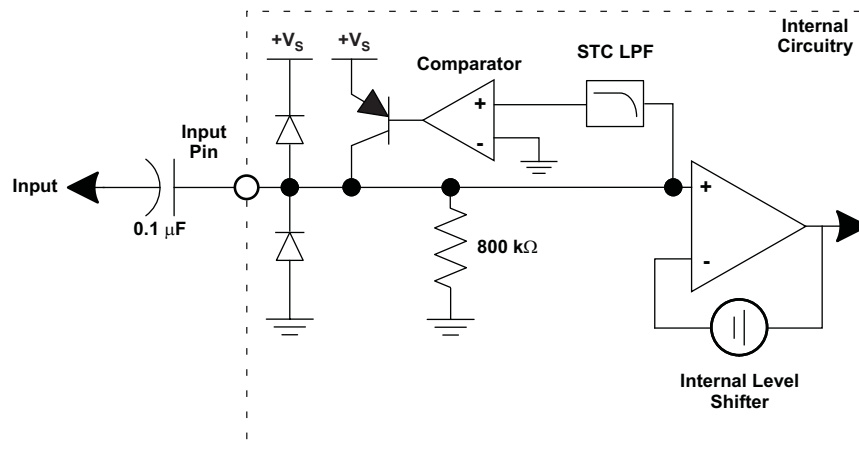 Internal
Circuitry
+VS
+VS
STC LPF
Comparator
+
-
Input
Pin
Input
0.1 μF
800 kΩ
+
-
Internal Level
Shifter